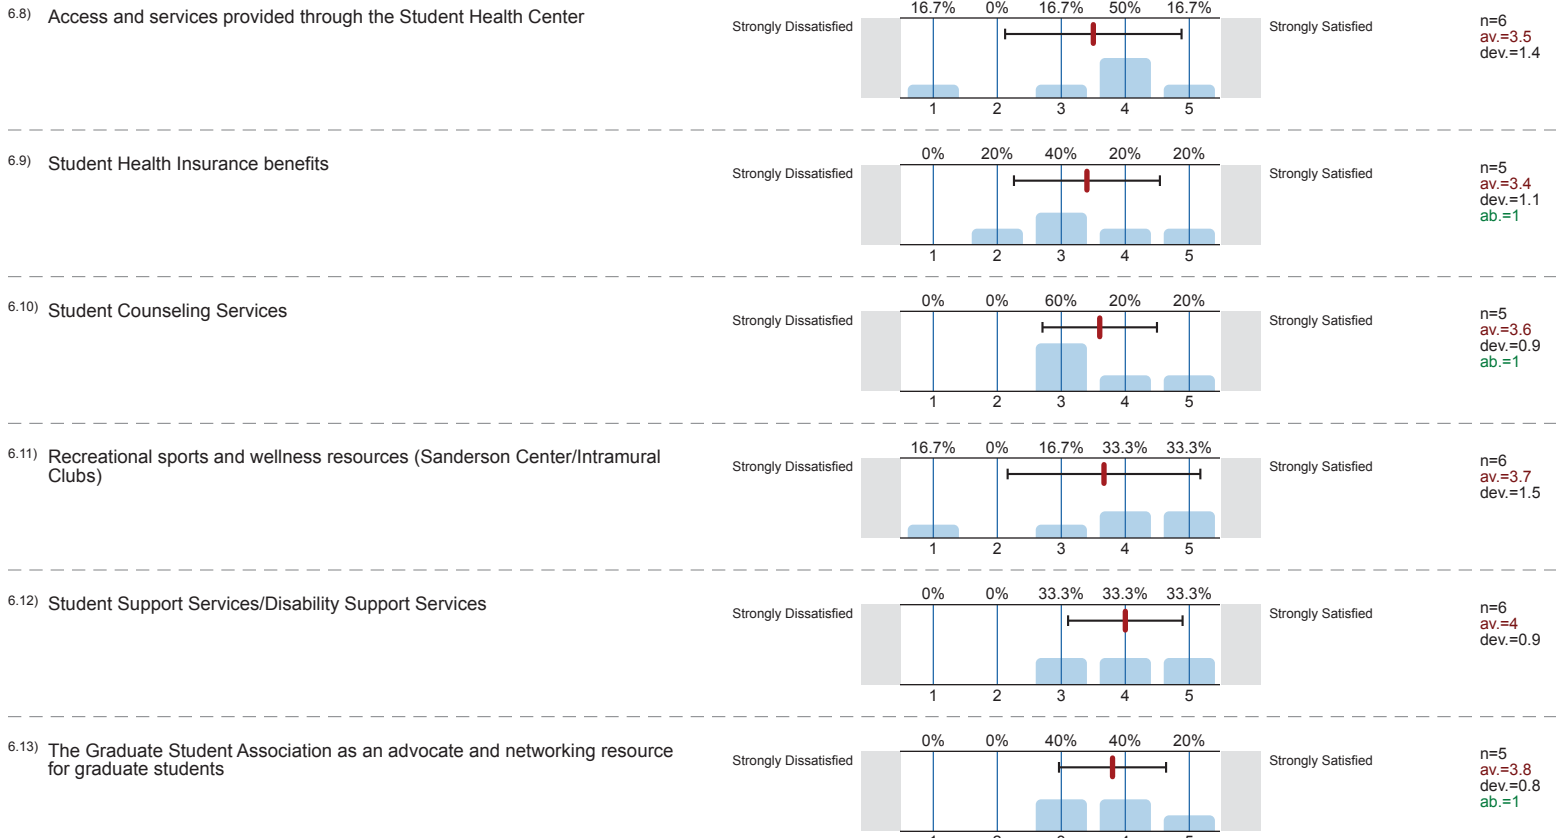 6.8) Access and services provided through the Student Health Center
16.7% 0% 16.7% 50% 16.7%
Strongly Dissatisfied
Strongly Satisfied
n=6
av.=3.5
dev.=1.4
1 2 3 4 5
6.9) Student Health Insurance benefits
0% 20% 40% 20% 20%
Strongly Dissatisfied
Strongly Satisfied
n=5
av.=3.4
dev.=1.1
ab.=1
1 2 3 4 5
6.10) Student Counseling Services
0% 0% 60% 20% 20%
Strongly Dissatisfied
Strongly Satisfied
n=5
av.=3.6
dev.=0.9
ab.=1
1 2 3 4 5
6.11) Recreational sports and wellness resources (Sanderson Center/Intramural
Clubs)
16.7% 0% 16.7% 33.3% 33.3%
Strongly Dissatisfied
Strongly Satisfied
n=6
av.=3.7
dev.=1.5
1 2 3 4 5
6.12) Student Support Services/Disability Support Services
0% 0% 33.3% 33.3% 33.3%
Strongly Dissatisfied
Strongly Satisfied
n=6
av.=4
dev.=0.9
1 2 3 4 5
6.13) The Graduate Student Association as an advocate and networking resource
for graduate students
0% 0% 40% 40% 20%
Strongly Dissatisfied
Strongly Satisfied
n=5
av.=3.8
dev.=0.8
ab.=1